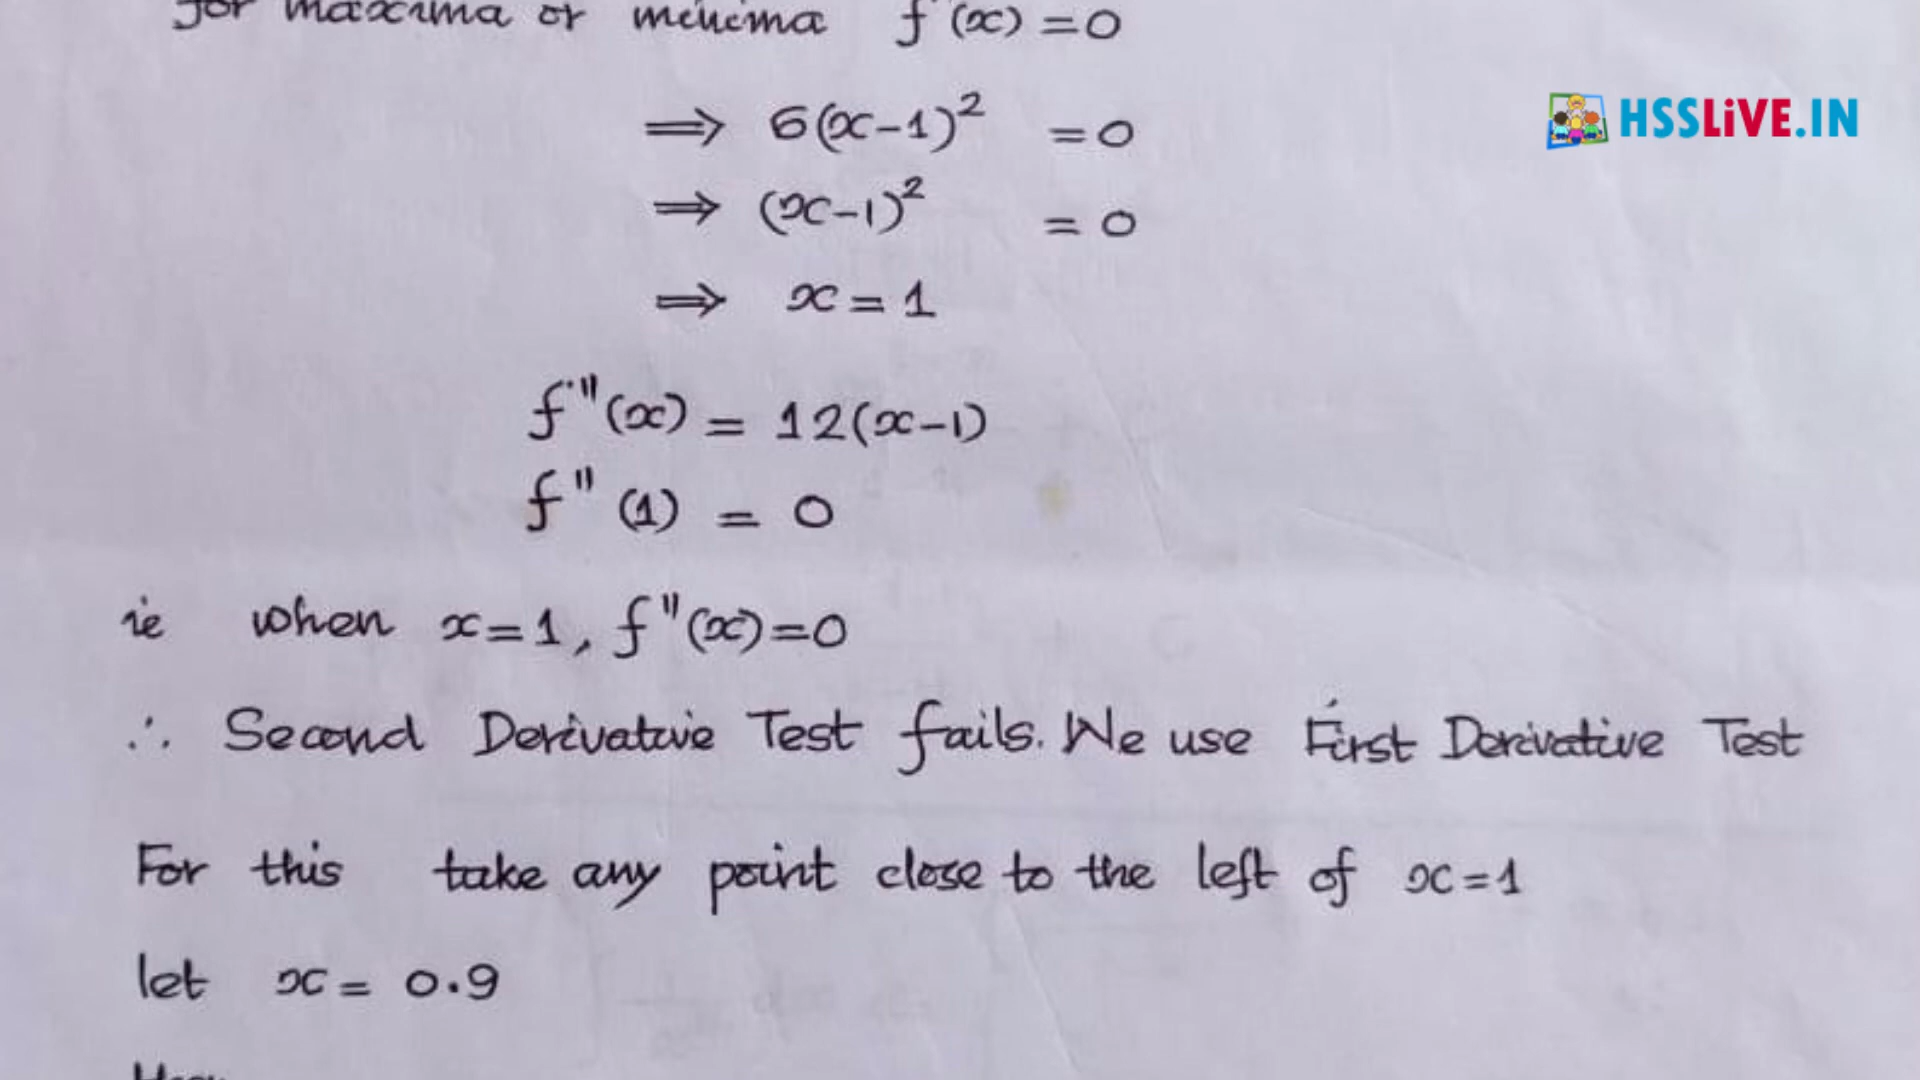 for maxima or minima f'(x) = 0
⇒ 6(x-1)² = 0
HSSLiVE.IN
⇒ (x-1)² = 0
⇒ x = 1
f''(x) = 12(x-1)
f''(1) = 0
ie when x=1, f''(x)=0
∴ Second Derivative Test fails. We use First Derivative Test
For this take any point close to the left of x=1
let x = 0.9